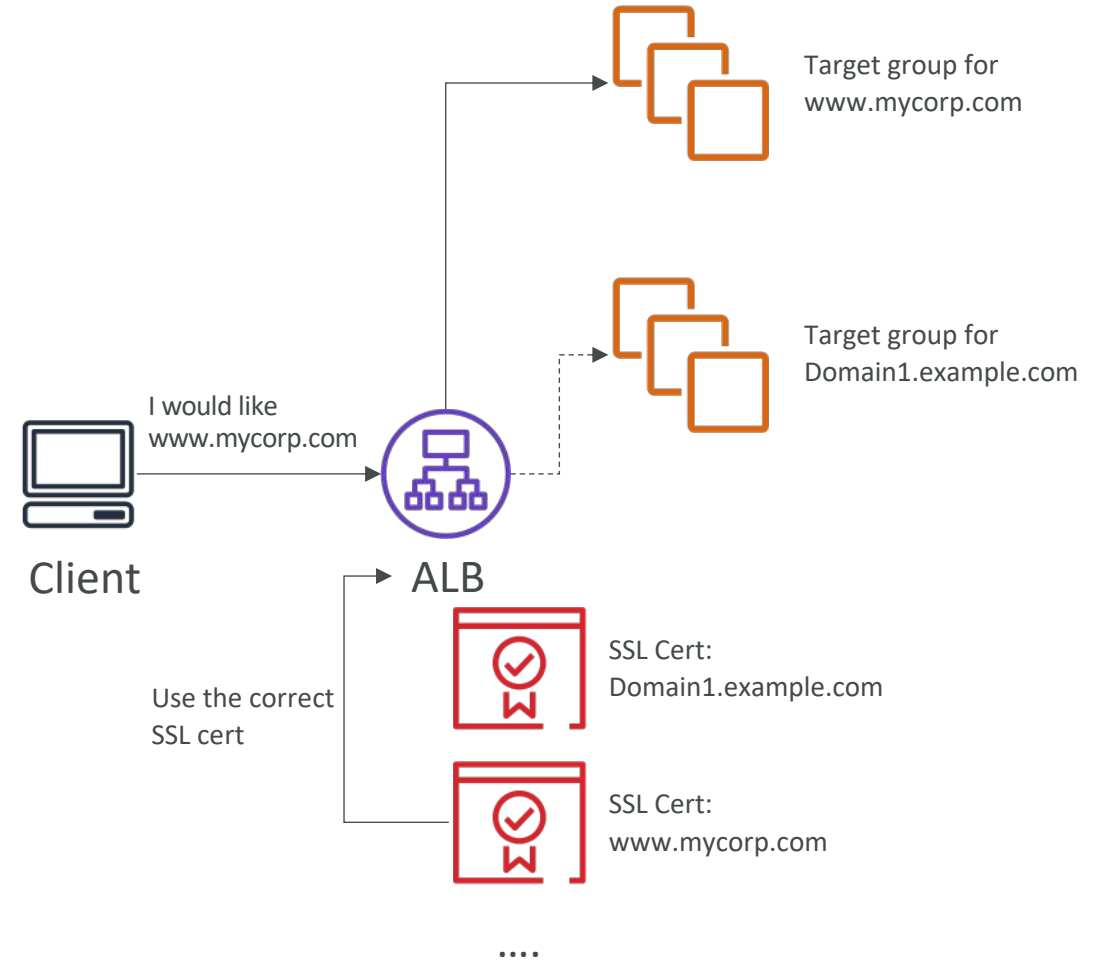 Target group for
www.mycorp.com
Target group for
Domain1.example.com
I would like
www.mycorp.com
Client
ALB
SSL Cert:
Domain1.example.com
Use the correct
SSL cert
SSL Cert:
www.mycorp.com
....